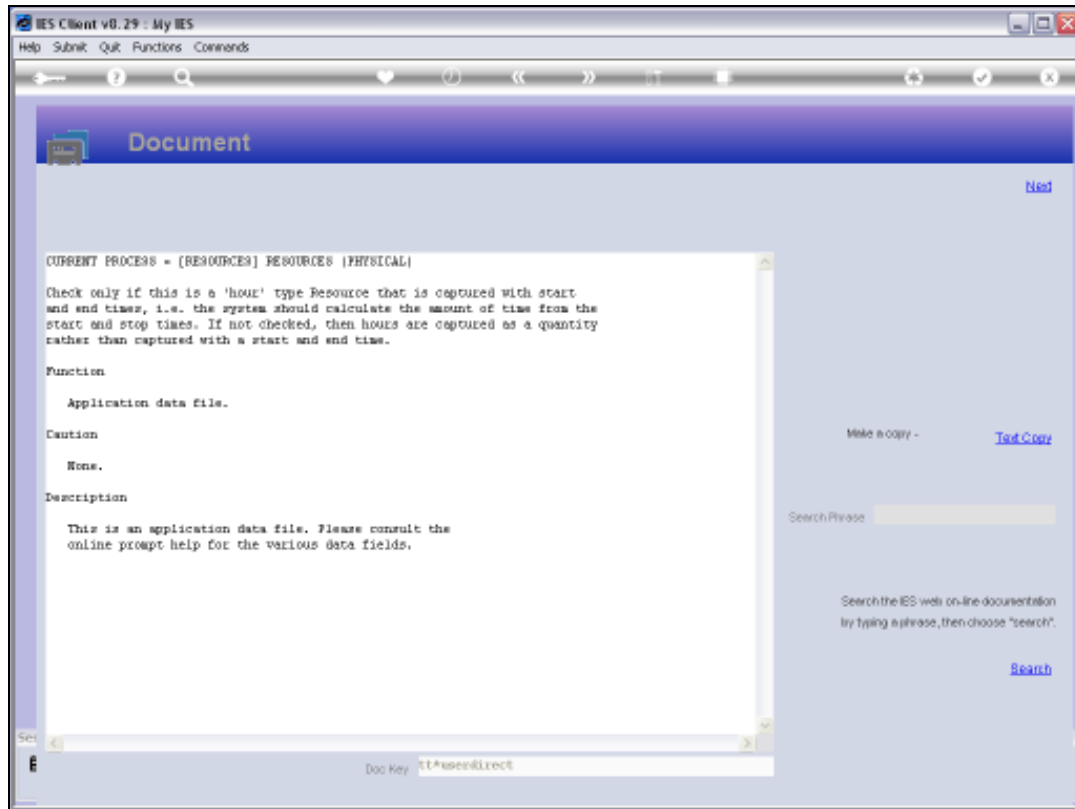 IES Client v8.29 : My IES
Help Submit Quit Functions Commands
Document
Next
CURRENT PROCESS = [RESOURCES] RESOURCES (PHYSICAL)
Check only if this is a 'hour' type Resource that is captured with start
and end times, i.e. the system should calculate the amount of time from the
start and stop times. If not checked, then hours are captured as a quantity
rather than captured with a start and end time.
Function
Application data file.
Caution
None.
Description
This is an application data file. Please consult the
online prompt help for the various data fields.
Make a copy -
Text Copy
Search Phrase
Search the IES web on-line documentation
by typing a phrase, then choose "search".
Search
Doc Key tt*userdirect